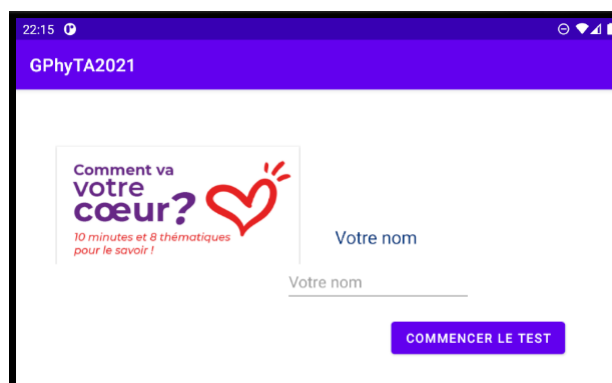 22:15
GPhyTA2021
Comment va
votre
cœur?
10 minutes et 8 thématiques
pour le savoir !
Votre nom
Votre nom
COMMENCER LE TEST